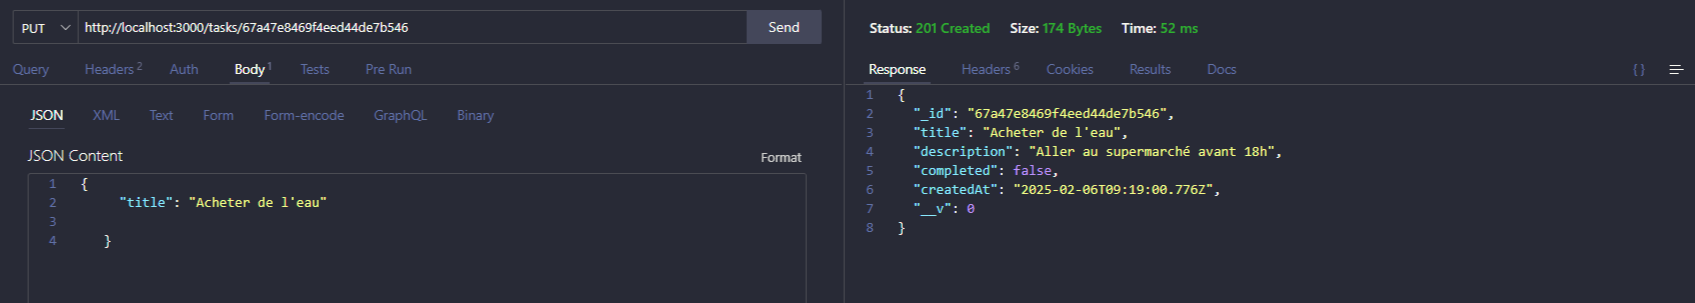 PUT http://localhost:3000/tasks/67a47e8469f4eed44de7b546 Send
Query Headers 2 Auth Body 1 Tests Pre Run
JSON XML Text Form Form-encode GraphQL Binary
JSON Content Format
1 {
2 "title": "Acheter de l'eau"
3
4 }
Status: 201 Created Size: 174 Bytes Time: 52 ms
Response Headers 6 Cookies Results Docs { }
1 {
2 "_id": "67a47e8469f4eed44de7b546",
3 "title": "Acheter de l'eau",
4 "description": "Aller au supermarché avant 18h",
5 "completed": false,
6 "createdAt": "2025-02-06T09:19:00.776Z",
7 "__v": 0
8 }